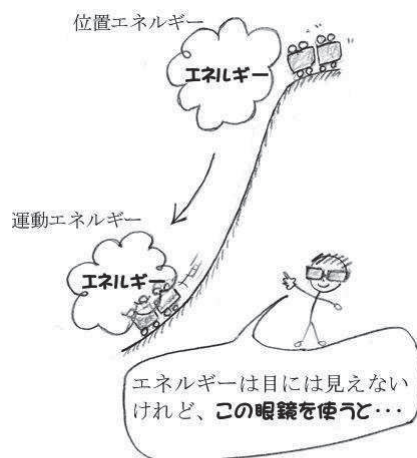 位置エネルギー
エネルギー
運動エネルギー
エネルギー
エネルギーは目には見えない
けれど、この眼鏡を使うと・・・